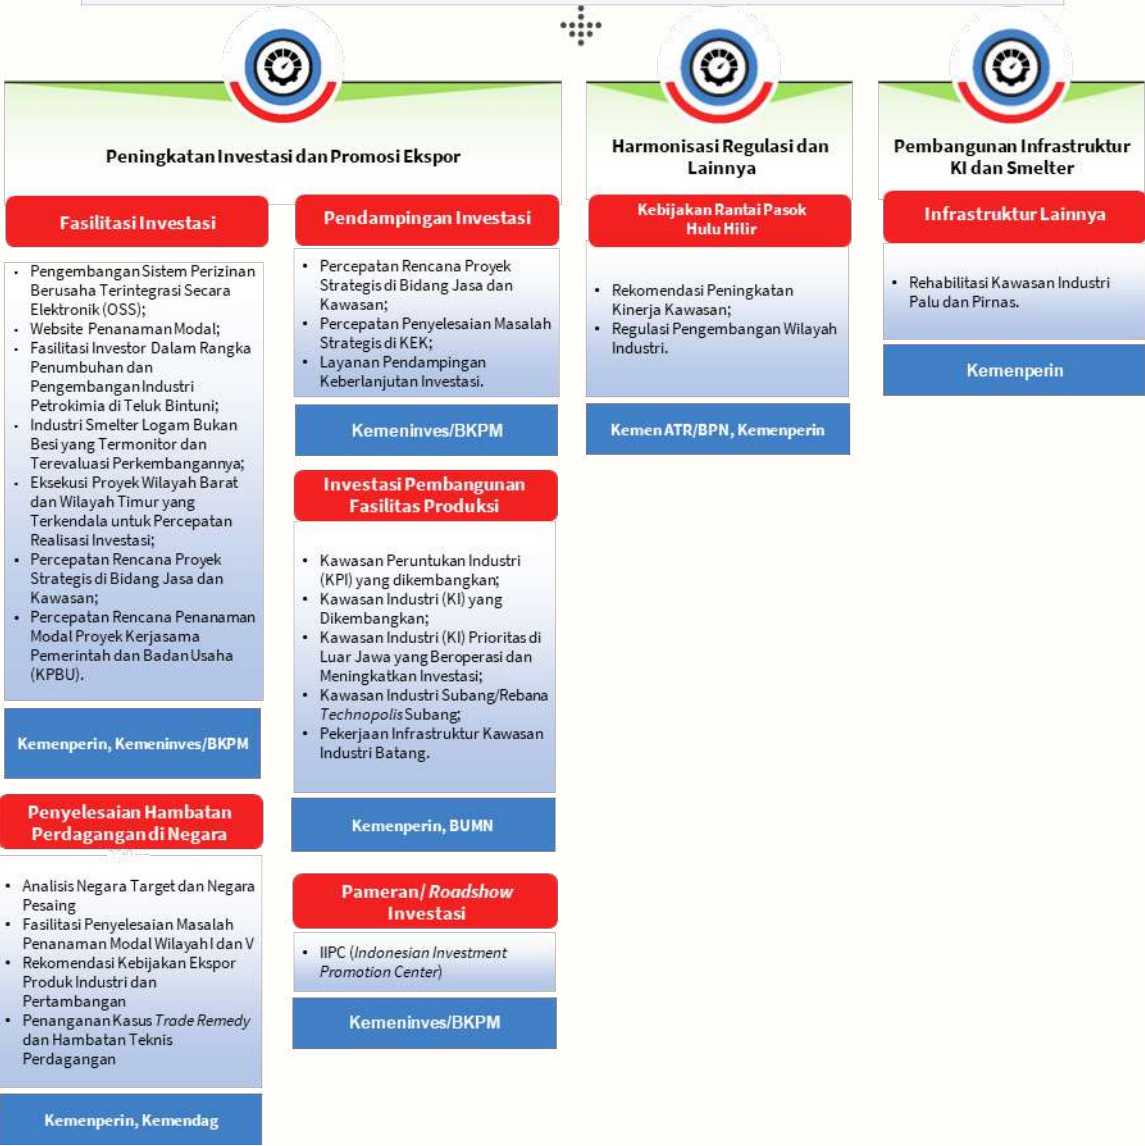 Peningkatan Investasi dan Promosi Ekspor
Fasilitasi Investasi
• Pengembangan Sistem Perizinan
Berusaha Terintegrasi Secara
Elektronik (OSS);
• Website Penanaman Modal;
• Fasilitasi Investor Dalam Rangka
Penumbuhan dan
Pengembangan Industri
Petrokimia di Teluk Bintuni;
• Industri Smelter Logam Bukan
Besi yang Termonitor dan
Terevaluasi Perkembangannya;
• Eksekusi Proyek Wilayah Barat
dan Wilayah Timur yang
Terkendala untuk Percepatan
Realisasi Investasi;
• Percepatan Rencana Proyek
Strategis di Bidang Jasa dan
Kawasan;
• Percepatan Rencana Penanaman
Modal Proyek Kerjasama
Pemerintah dan Badan Usaha
(KPBU).
Kemenperin, Kemeninves/BKPM
Penyelesaian Hambatan
Perdagangan di Negara
• Analisis Negara Target dan Negara
Pesaing
• Fasilitasi Penyelesaian Masalah
Penanaman Modal Wilayah I dan V
• Rekomendasi Kebijakan Ekspor
Produk Industri dan
Pertambangan
• Penanganan Kasus Trade Remedy
dan Hambatan Teknis
Perdagangan
Kemenperin, Kemendag
Pendampingan Investasi
• Percepatan Rencana Proyek
Strategis di Bidang Jasa dan
Kawasan;
• Percepatan Penyelesaian Masalah
Strategis di KEK;
• Layanan Pendampingan
Keberlanjutan Investasi.
Kemeninves/BKPM
Investasi Pembangunan
Fasilitas Produksi
• Kawasan Peruntukan Industri
(KPI) yang dikembangkan;
• Kawasan Industri (KI) yang
Dikembangkan;
• Kawasan Industri (KI) Prioritas di
Luar Jawa yang Beroperasi dan
Meningkatkan Investasi;
• Kawasan Industri Subang/Rebana
Technopolis Subang;
• Pekerjaan Infrastruktur Kawasan
Industri Batang.
Kemenperin, BUMN
Pameran/ Roadshow
Investasi
• IIPC (Indonesian Investment
Promotion Center)
Kemeninves/BKPM
Harmonisasi Regulasi dan
Lainnya
Kebijakan Rantai Pasok
Hulu Hilir
• Rekomendasi Peningkatan
Kinerja Kawasan;
• Regulasi Pengembangan Wilayah
Industri.
Kemen ATR/BPN, Kemenperin
Pembangunan Infrastruktur
KI dan Smelter
Infrastruktur Lainnya
• Rehabilitasi Kawasan Industri
Palu dan Pirnas.
Kemenperin